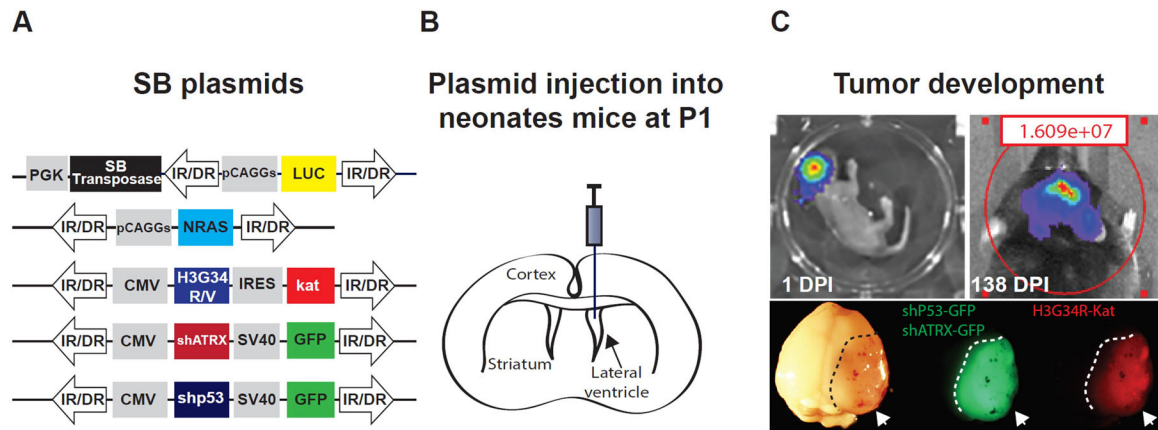 A
SB plasmids
PGK
SB
Transposase
IR/DR
pCAGGs
LUC
IR/DR
IR/DR
pCAGGs
NRAS
IR/DR
IR/DR
CMV
H3G34
R/V
IRES
kat
IR/DR
IR/DR
CMV
shATRX
SV40
GFP
IR/DR
IR/DR
CMV
shp53
SV40
GFP
IR/DR
B
Plasmid injection into
neonates mice at P1
Cortex
Striatum
Lateral
ventricle
C
Tumor development
1 DPI
1.609e+07
138 DPI
shP53-GFP
shATRX-GFP
H3G34R-Kat